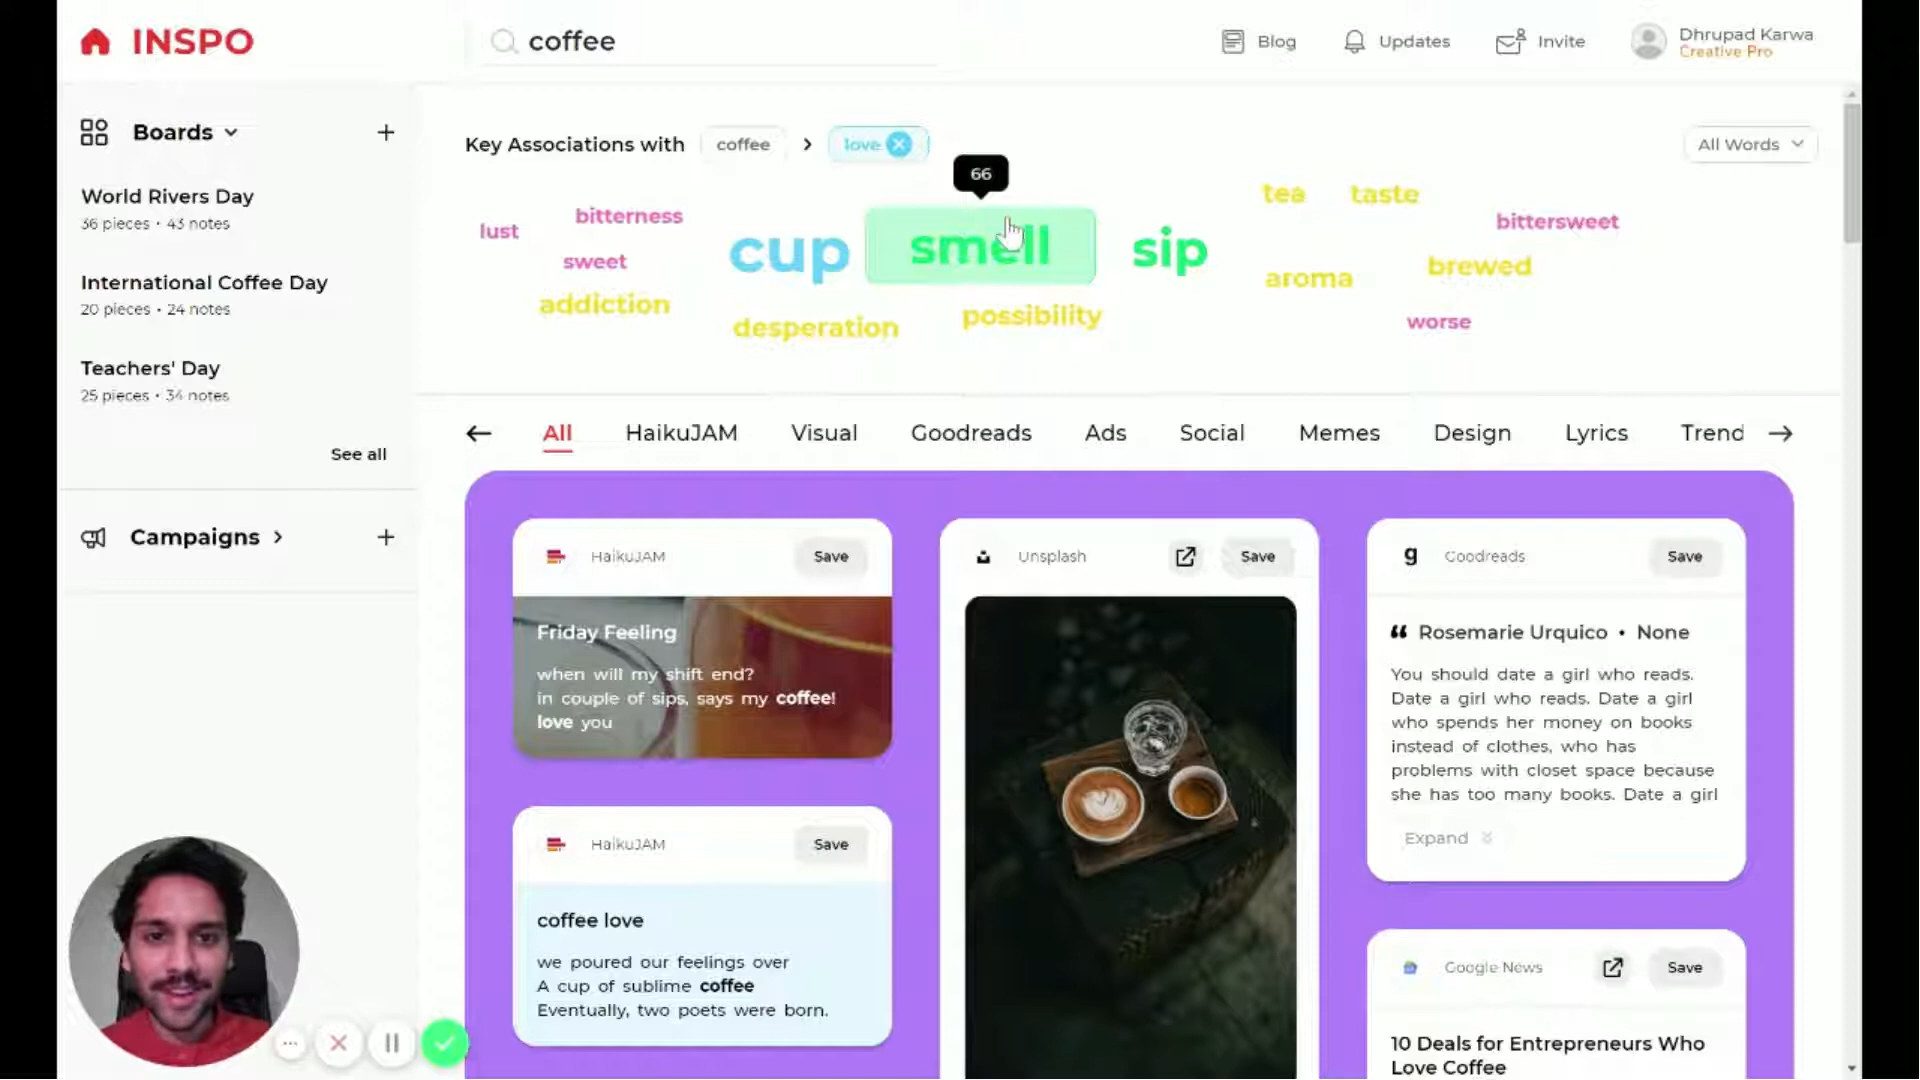 INSPO
coffee
Blog
Updates
Invite
Dhrupad Karwa
Creative Pro
Boards
World Rivers Day
36 pieces • 43 notes
International Coffee Day
20 pieces • 24 notes
Teachers' Day
25 pieces • 34 notes
See all
Campaigns
Key Associations with coffee love
All Words
66
lust
bitterness
sweet
addiction
cup
desperation
smell
possibility
sip
tea
taste
aroma
brewed
bittersweet
worse
All HaikuJAM Visual Goodreads Ads Social Memes Design Lyrics Trend
HaikuJAM Save
Friday Feeling
when will my shift end?
in couple of sips, says my coffee!
love you
HaikuJAM Save
coffee love
we poured our feelings over
A cup of sublime coffee
Eventually, two poets were born.
Unsplash Save
g Goodreads Save
“ Rosemarie Urquico • None
You should date a girl who reads.
Date a girl who reads. Date a girl
who spends her money on books
instead of clothes, who has
problems with closet space because
she has too many books. Date a girl
Expand
Google News Save
10 Deals for Entrepreneurs Who
Love Coffee